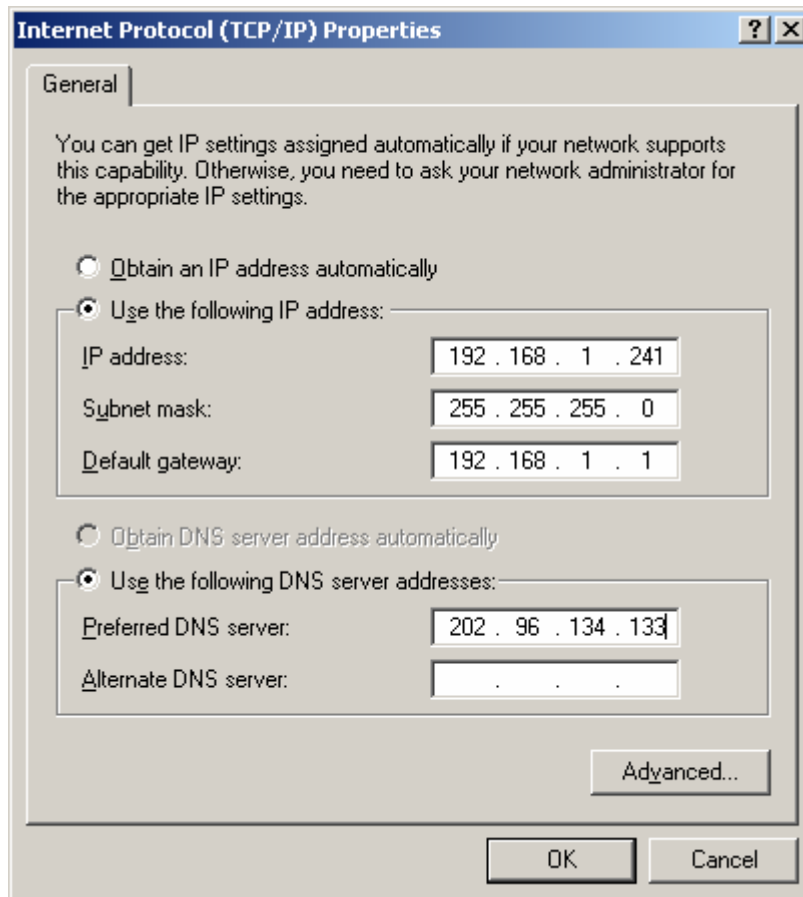 Internet Protocol (TCP/IP) Properties
General
You can get IP settings assigned automatically if your network supports
this capability. Otherwise, you need to ask your network administrator for
the appropriate IP settings.
Obtain an IP address automatically
Use the following IP address:
IP address: 192 . 168 . 1 . 241
Subnet mask: 255 . 255 . 255 . 0
Default gateway: 192 . 168 . 1 . 1
Obtain DNS server address automatically
Use the following DNS server addresses:
Preferred DNS server: 202 . 96 . 134 . 133
Alternate DNS server: . . .
Advanced...
OK Cancel